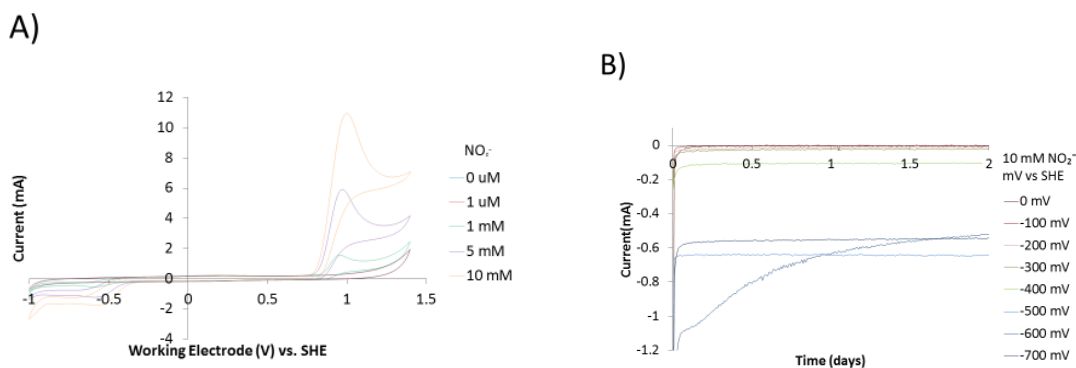 A)
12
10
8
6
4
2
0
-2
-4
-1
-0.5
0
0.5
1
1.5
Current (mA)
Working Electrode (V) vs. SHE
NO₂⁻
0 uM
1 uM
1 mM
5 mM
10 mM
B)
0
-0.2
-0.4
-0.6
-0.8
-1
-1.2
0
0.5
1
1.5
2
Current(mA)
Time (days)
10 mM NO₂⁻
mV vs SHE
0 mV
-100 mV
-200 mV
-300 mV
-400 mV
-500 mV
-600 mV
-700 mV